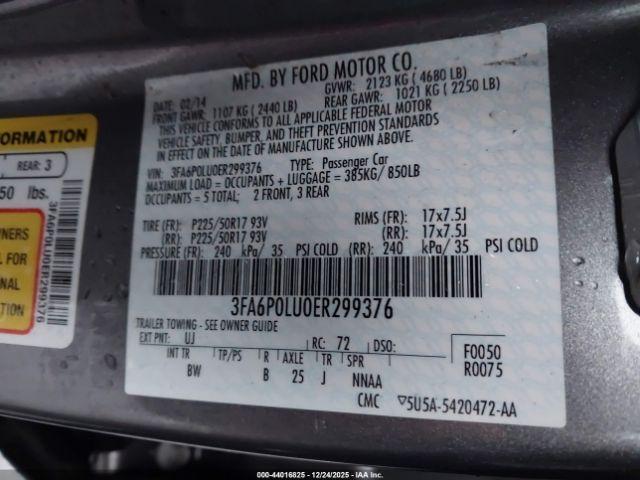 MFD. BY FORD MOTOR CO.
DATE: 02/14 GVWR: 2123 KG ( 4680 LB)
FRONT GAWR: 1107 KG ( 2440 LB) REAR GAWR: 1021 KG ( 2250 LB)
THIS VEHICLE CONFORMS TO ALL APPLICABLE FEDERAL MOTOR
VEHICLE SAFETY, BUMPER, AND THEFT PREVENTION STANDARDS
IN EFFECT ON THE DATE OF MANUFACTURE SHOWN ABOVE.
VIN: 3FA6P0LU0ER299376 TYPE: Passenger Car
MAXIMUM LOAD = OCCUPANTS + LUGGAGE = 385KG/ 850LB
OCCUPANTS = 5 TOTAL; 2 FRONT, 3 REAR
TIRE (FR): P225/50R17 93V RIMS (FR): 17x7.5J
(RR): P225/50R17 93V (RR): 17x7.5J
PRESSURE (FR): 240 kPa/ 35 PSI COLD (RR): 240 kPa/ 35 PSI COLD
3FA6P0LU0ER299376
TRAILER TOWING - SEE OWNER GUIDE
EXT PNT: UJ RC: 72 DSO: F0050
INT TR TP/PS R AXLE TR SPR R0075
BW B 25 J NNAA
CMC ▽5U5A-5420472-AA
FORMATION
REAR: 3
50 lbs.
3FA6P0LU0ER299376
WNERS
L FOR
NAL
TION
000-44016825 - 12/24/2025 - IAAI